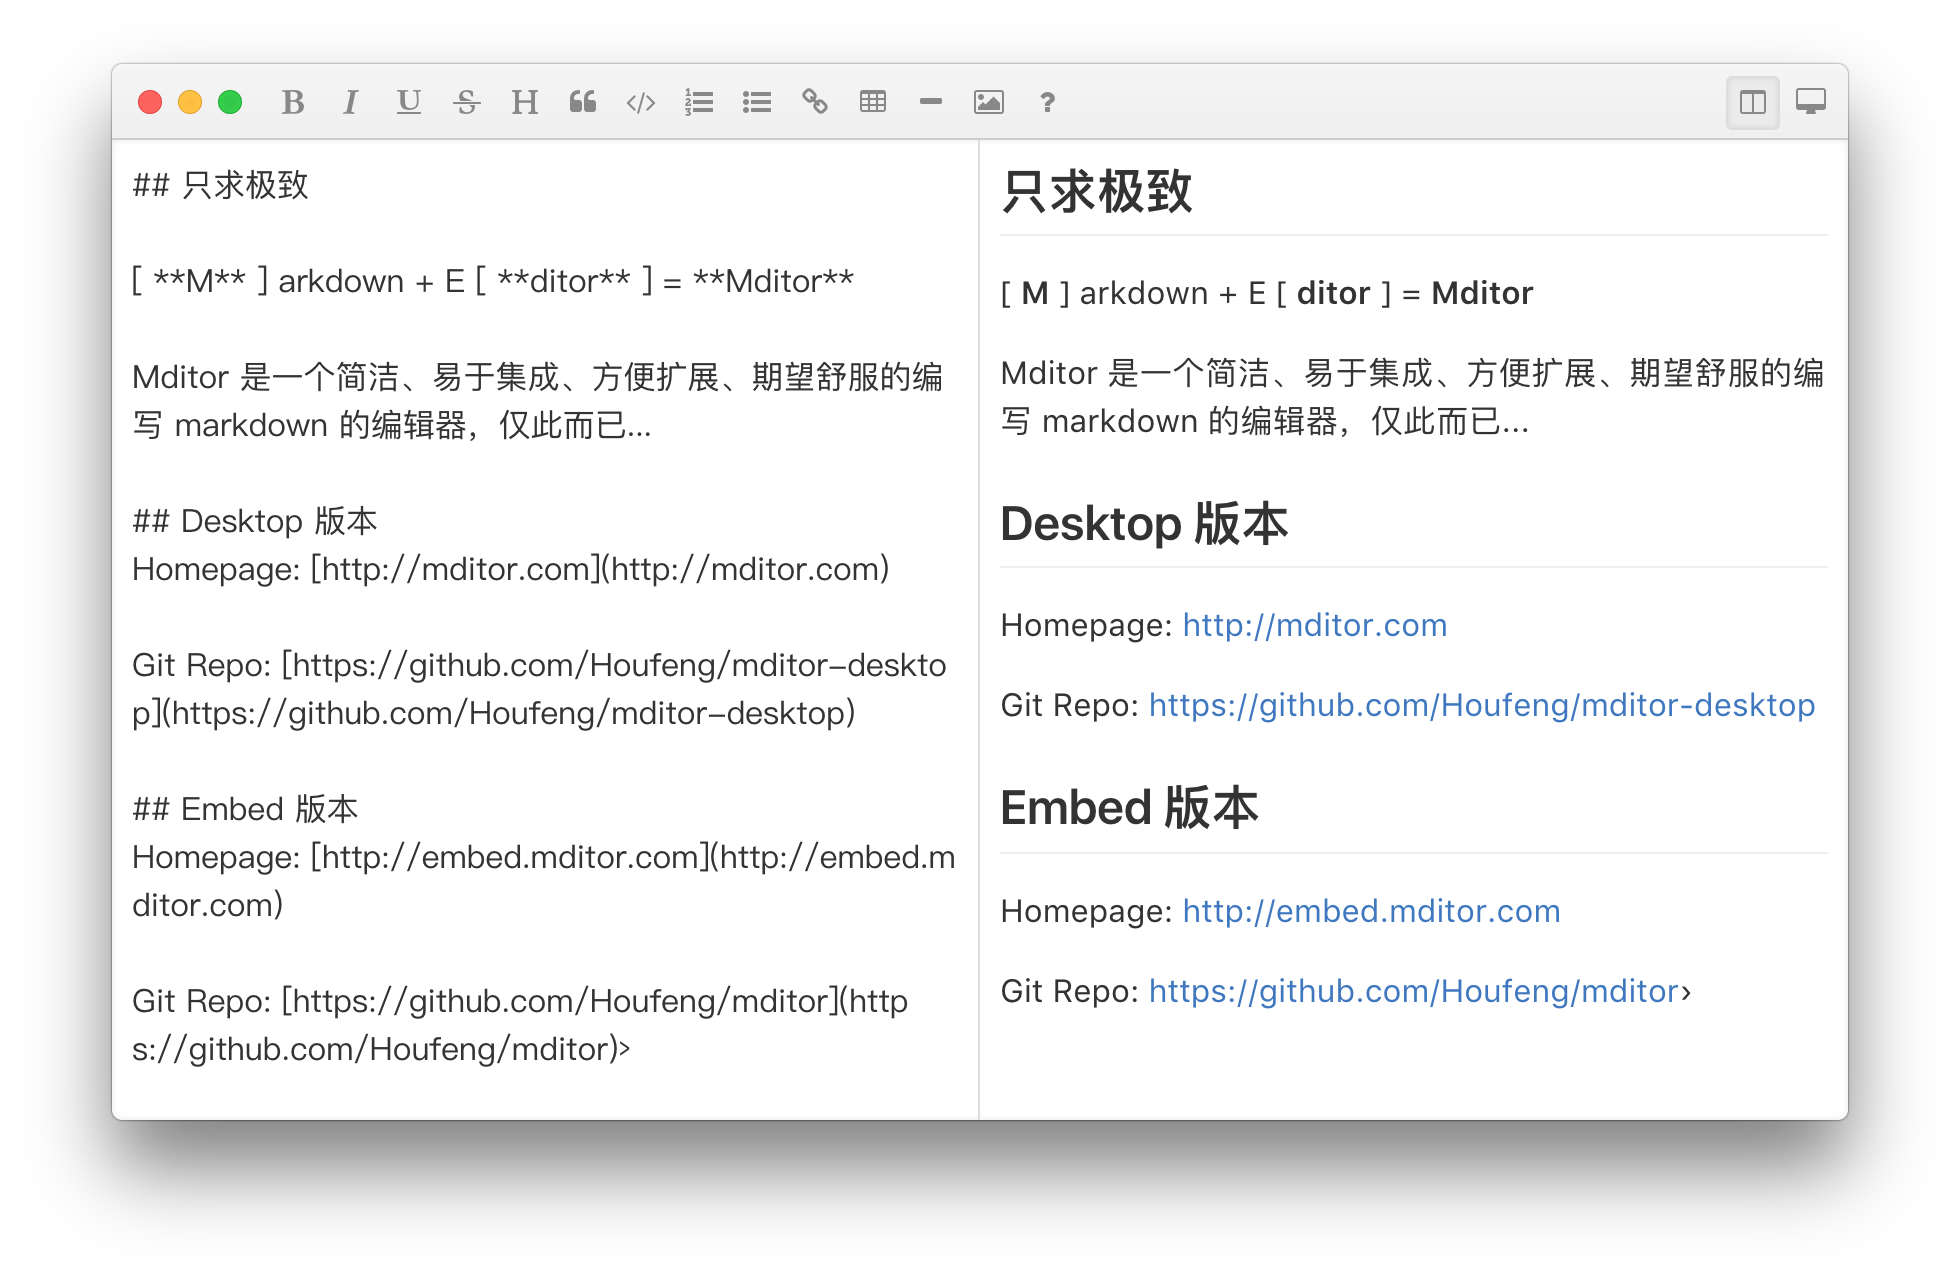 B I U S H </> ?
## 只求极致
[ **M** ] arkdown + E [ **ditor** ] = **Mditor**
Mditor 是一个简洁、易于集成、方便扩展、期望舒服的编
写 markdown 的编辑器，仅此而已...
## Desktop 版本
Homepage: [http://mditor.com](http://mditor.com)
Git Repo: [https://github.com/Houfeng/mditor-deskto
p](https://github.com/Houfeng/mditor-desktop)
## Embed 版本
Homepage: [http://embed.mditor.com](http://embed.m
ditor.com)
Git Repo: [https://github.com/Houfeng/mditor](http
s://github.com/Houfeng/mditor)>
只求极致
[ M ] arkdown + E [ ditor ] = Mditor
Mditor 是一个简洁、易于集成、方便扩展、期望舒服的编
写 markdown 的编辑器，仅此而已...
Desktop 版本
Homepage: http://mditor.com
Git Repo: https://github.com/Houfeng/mditor-desktop
Embed 版本
Homepage: http://embed.mditor.com
Git Repo: https://github.com/Houfeng/mditor›